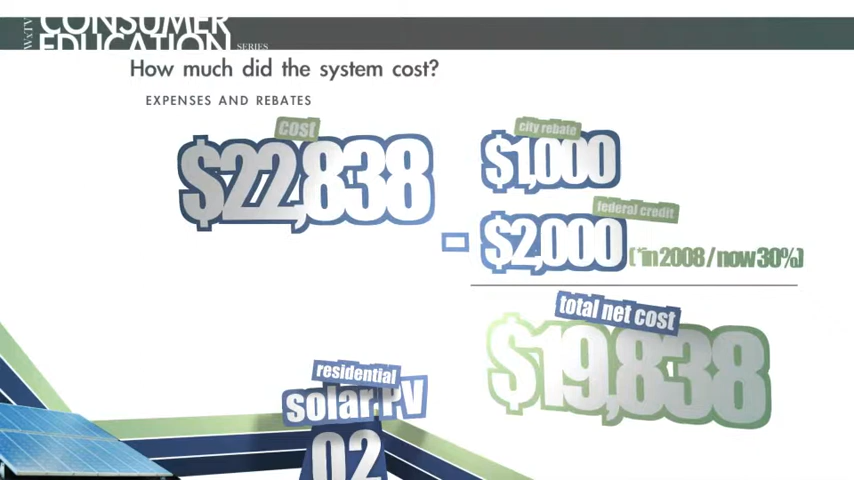 WxTV
CONSUMER
EDUCATION SERIES
How much did the system cost?
EXPENSES AND REBATES
cost
$22,838
city rebate
$1,000
federal credit
- $2,000 (*in 2008 / now 30%)
total net cost
$19,838
residential
solar PV
02